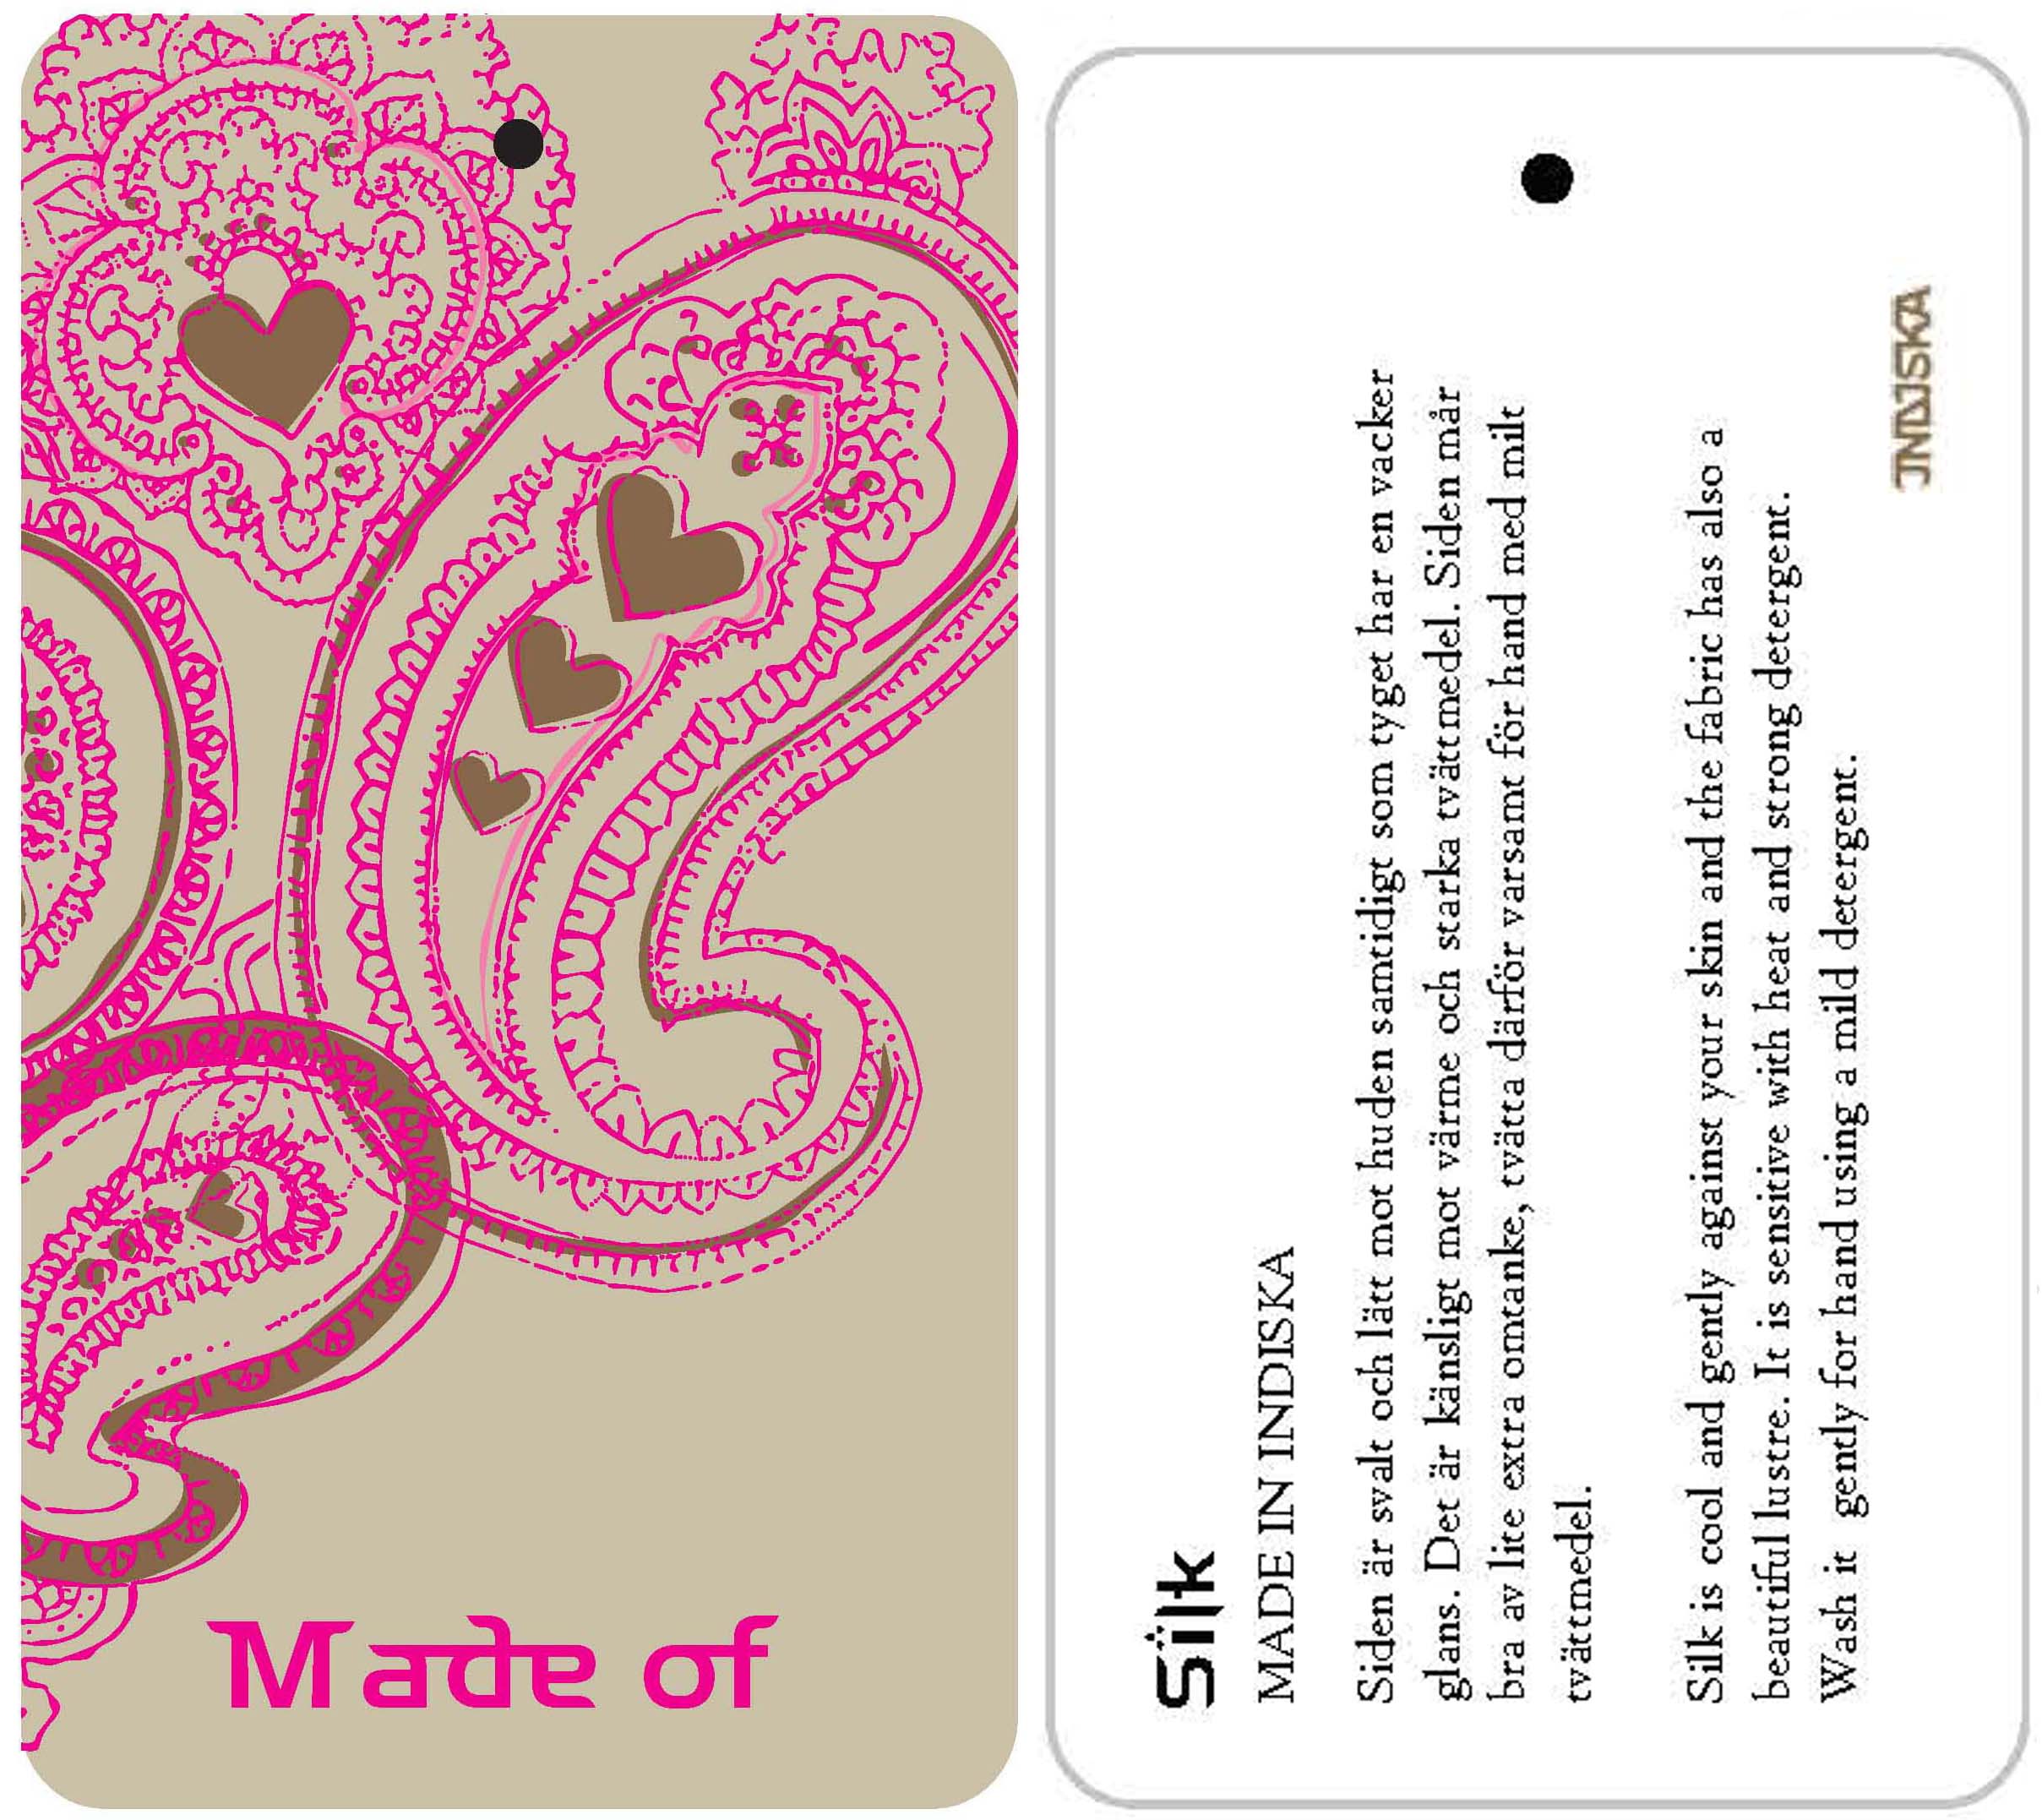 Made of
Silk
MADE IN INDISKA
Siden är svalt och lätt mot huden samtidigt som tyget har en vacker
glans. Det är känsligt mot värme och starka tvättmedel. Siden mår
bra av lite extra omtanke, tvätta därför varsamt för hand med milt
tvättmedel.
Silk is cool and gently against your skin and the fabric has also a
beautiful lustre. It is sensitive with heat and strong detergent.
Wash it gently for hand using a mild detergent.
INDISKA